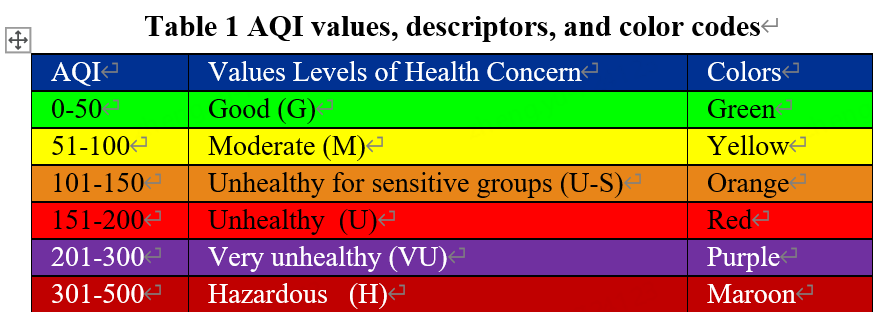 Table 1 AQI values, descriptors, and color codes
AQI Values Levels of Health Concern Colors
0-50 Good (G) Green
51-100 Moderate (M) Yellow
101-150 Unhealthy for sensitive groups (U-S) Orange
151-200 Unhealthy  (U) Red
201-300 Very unhealthy (VU) Purple
301-500 Hazardous   (H) Maroon